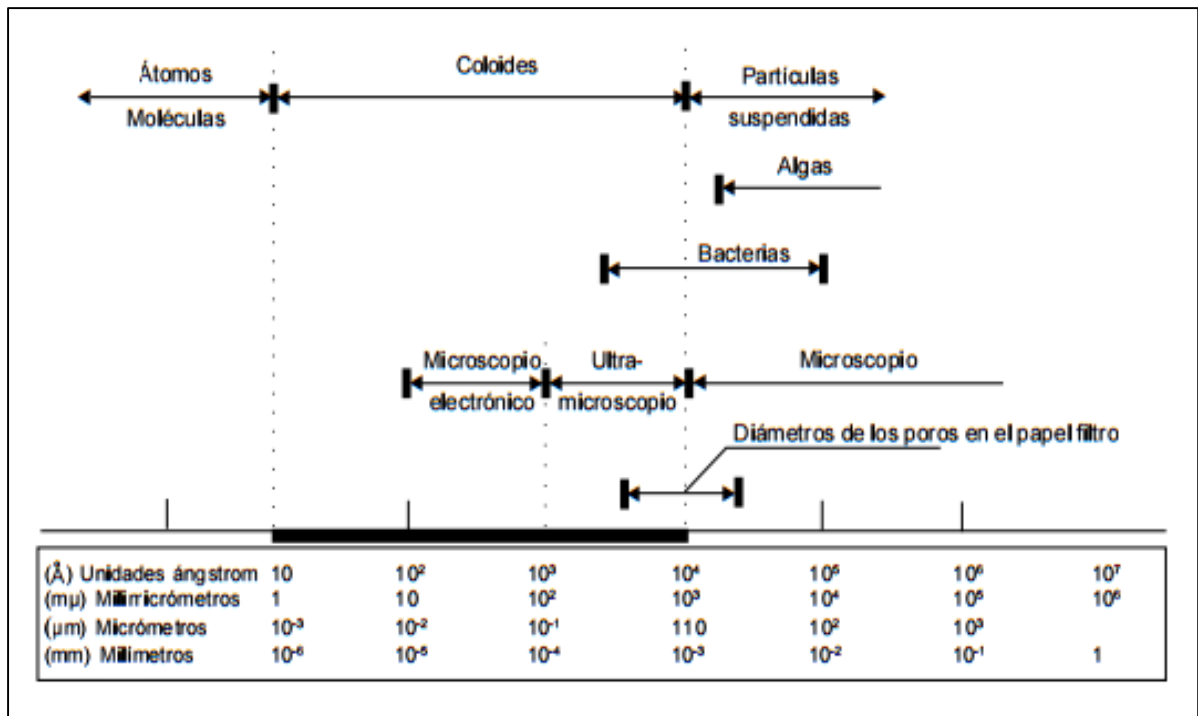 Átomos
Moléculas
Coloides
Partículas
suspendidas
Algas
Bacterias
Microscopio
electrónico
Ultra-
microscopio
Microscopio
Diámetros de los poros en el papel filtro
(Å) Unidades ángstrom 10 10² 10³ 10⁴ 10⁵ 10⁶ 10⁷
(mµ) Milimicrómetros 1 10 10² 10³ 10⁴ 10⁵ 10⁶
(µm) Micrómetros 10⁻³ 10⁻² 10⁻¹ 110 10² 10³
(mm) Milímetros 10⁻⁶ 10⁻⁵ 10⁻⁴ 10⁻³ 10⁻² 10⁻¹ 1